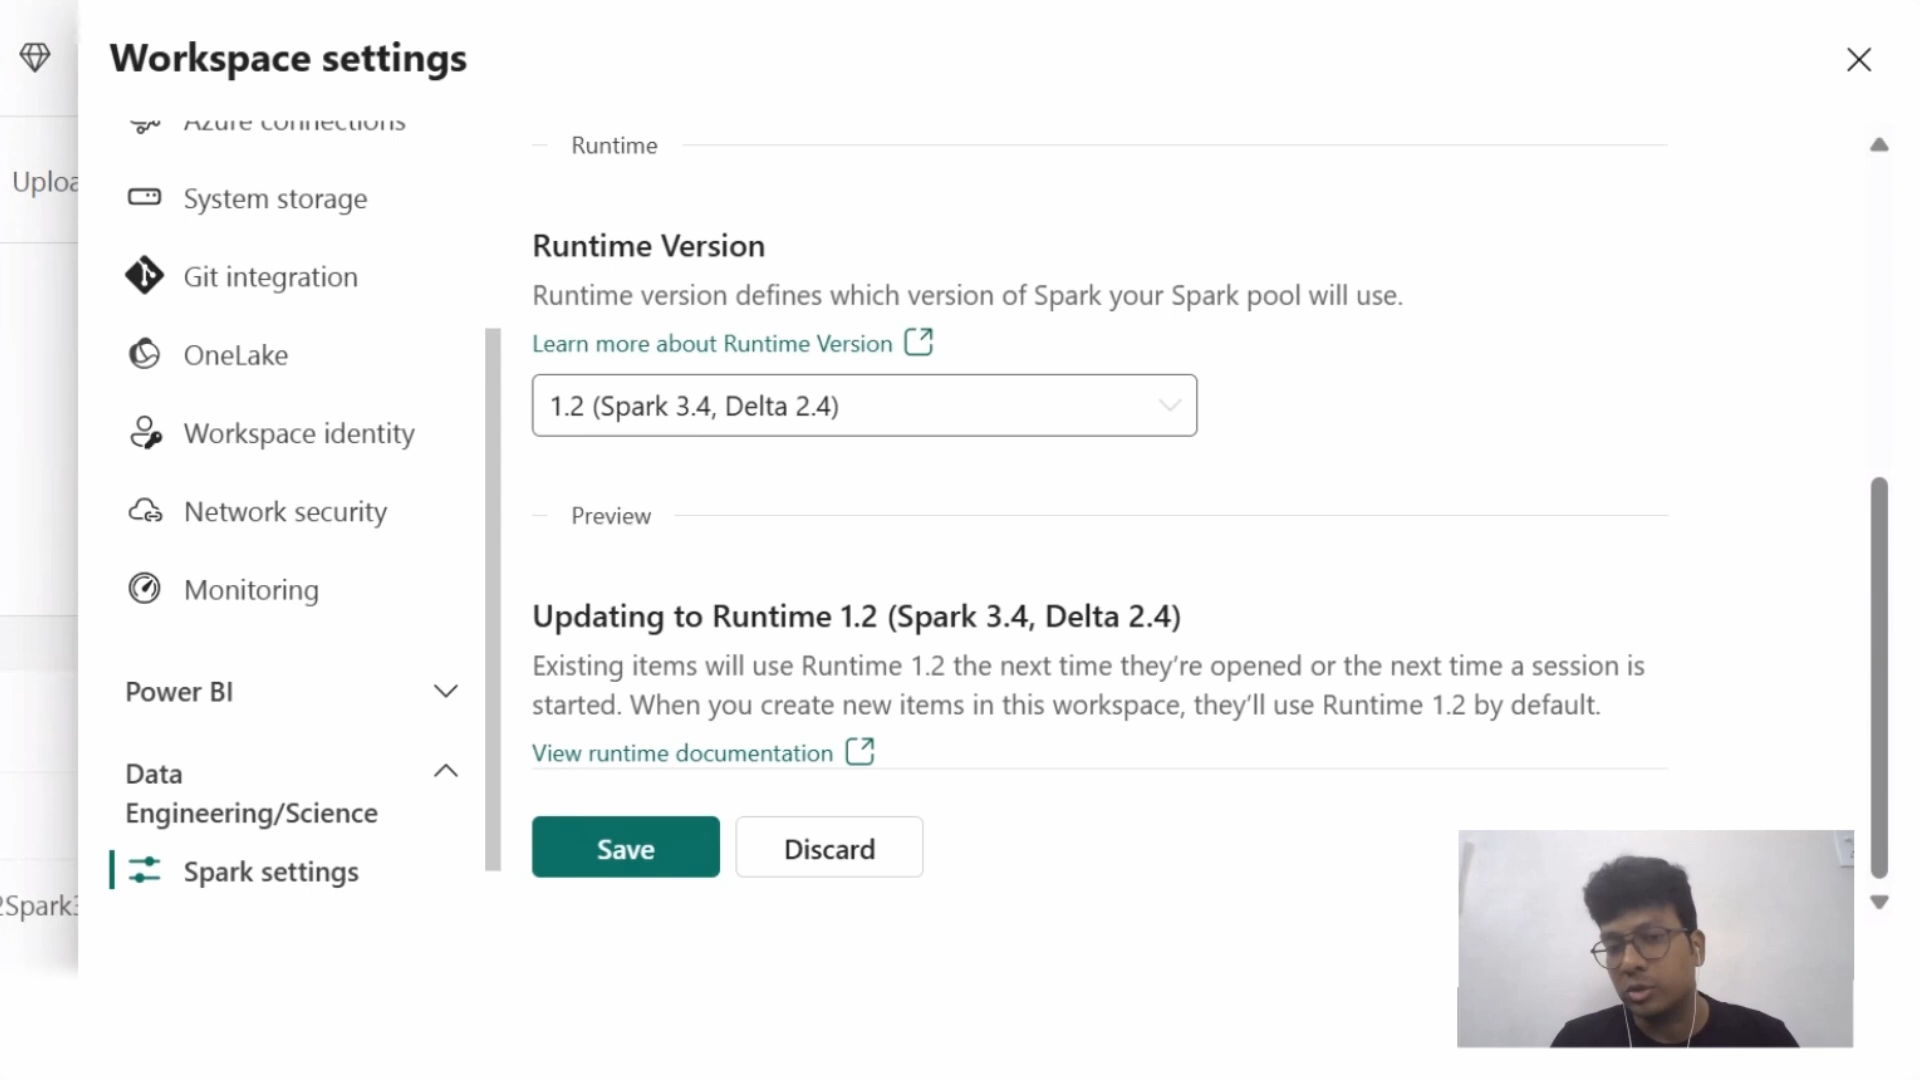 Workspace settings
Azure connections
Uploa
System storage
Git integration
OneLake
Workspace identity
Network security
Monitoring
Power BI
Data
Engineering/Science
Spark settings
2Spark3
Runtime
Runtime Version
Runtime version defines which version of Spark your Spark pool will use.
Learn more about Runtime Version
1.2 (Spark 3.4, Delta 2.4)
Preview
Updating to Runtime 1.2 (Spark 3.4, Delta 2.4)
Existing items will use Runtime 1.2 the next time they're opened or the next time a session is
started. When you create new items in this workspace, they'll use Runtime 1.2 by default.
View runtime documentation
Save
Discard